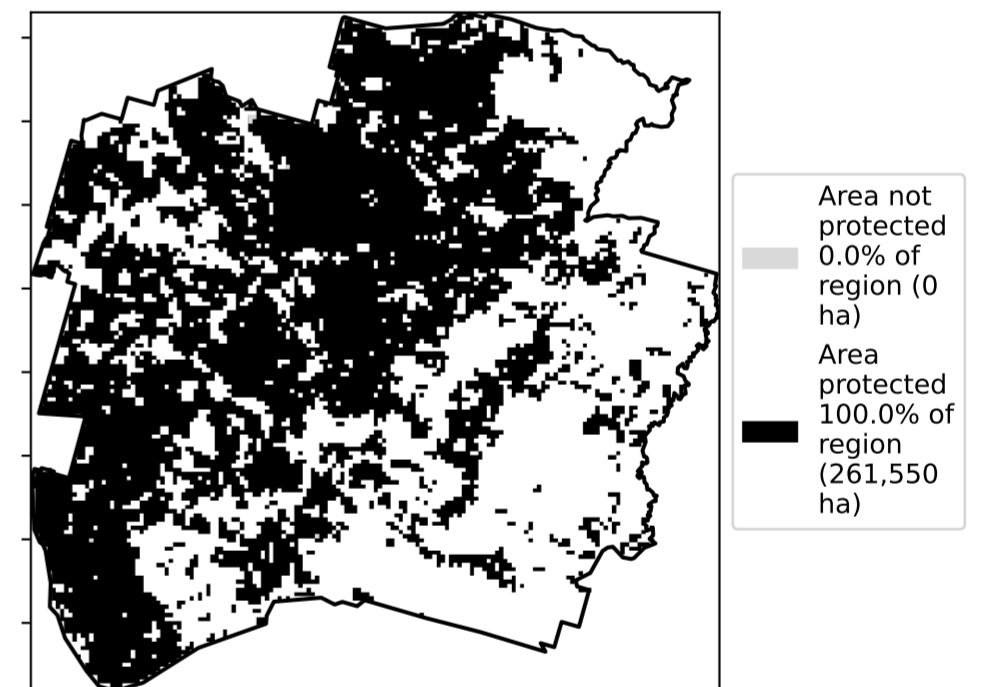 Area not
protected
0.0% of
region (0
ha)
Area
protected
100.0% of
region
(261,550
ha)